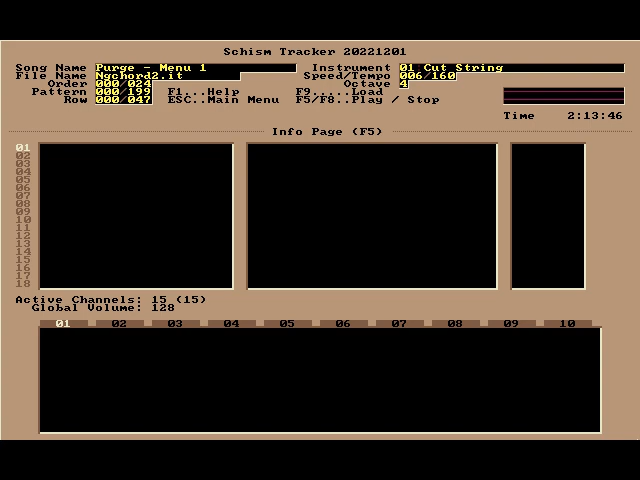 Schism Tracker 20221201
Song Name Purge - Menu 1 Instrument 01 Cut String
File Name Ngchord2.it Speed/Tempo 006/160
Order 000/024 Octave 4
Pattern 000/199 F1...Help F9.....Load
Row 000/047 ESC..Main Menu F5/F8..Play / Stop
Time 2:13:46
Info Page (F5)
01
02
03
04
05
06
07
08
09
10
11
12
13
14
15
16
17
18
Active Channels: 15 (15)
Global Volume: 128
01 02 03 04 05 06 07 08 09 10